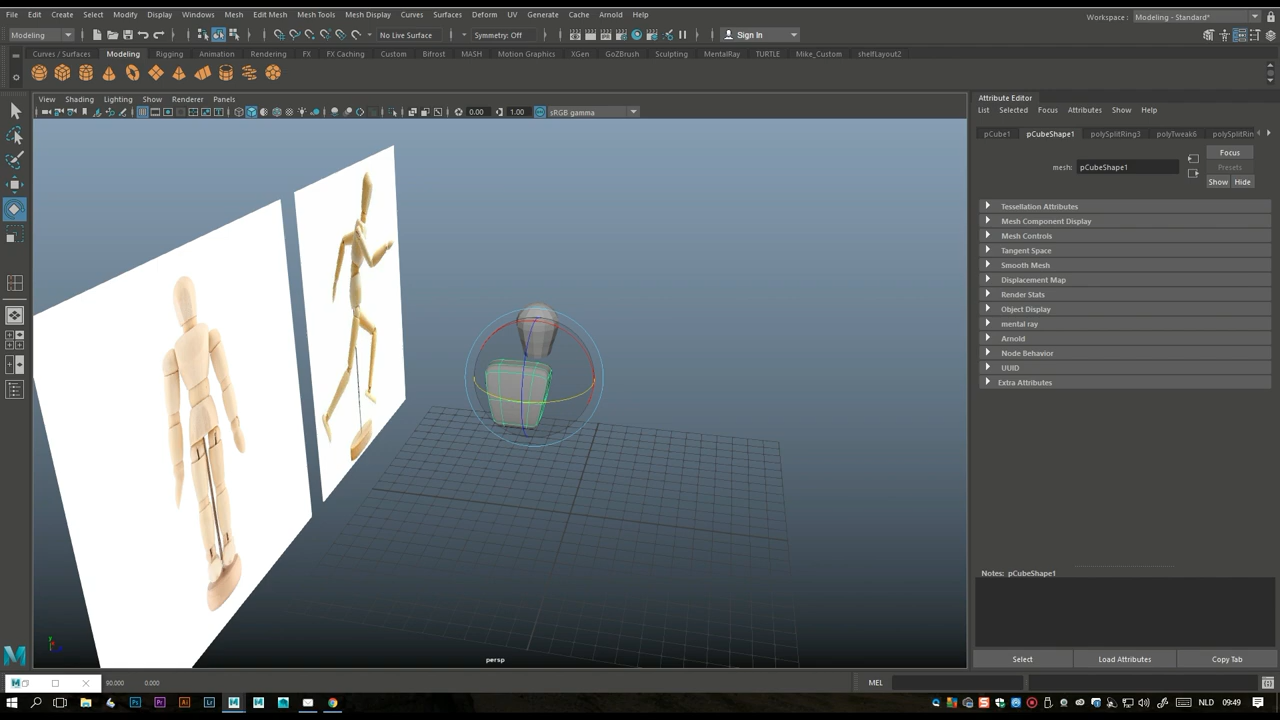 File Edit Create Select Modify Display Windows Mesh Edit Mesh Mesh Tools Mesh Display Curves Surfaces Deform UV Generate Cache Arnold Help
Workspace : Modeling - Standard*
Modeling No Live Surface Symmetry: Off Sign In
Curves / Surfaces Modeling Rigging Animation Rendering FX FX Caching Custom Bifrost MASH Motion Graphics XGen GoZBrush Sculpting MentalRay TURTLE Mike_Custom shelfLayout2
View Shading Lighting Show Renderer Panels
0.00 1.00 sRGB gamma
persp
Attribute Editor
List Selected Focus Attributes Show Help
pCube1 pCubeShape1 polySplitRing3 polyTweak6 polySplitRin
Focus
mesh: pCubeShape1
Presets
Show Hide
Tessellation Attributes
Mesh Component Display
Mesh Controls
Tangent Space
Smooth Mesh
Displacement Map
Render Stats
Object Display
mental ray
Arnold
Node Behavior
UUID
Extra Attributes
Notes: pCubeShape1
Select Load Attributes Copy Tab
90.000 0.000
MEL
NLD 09:49